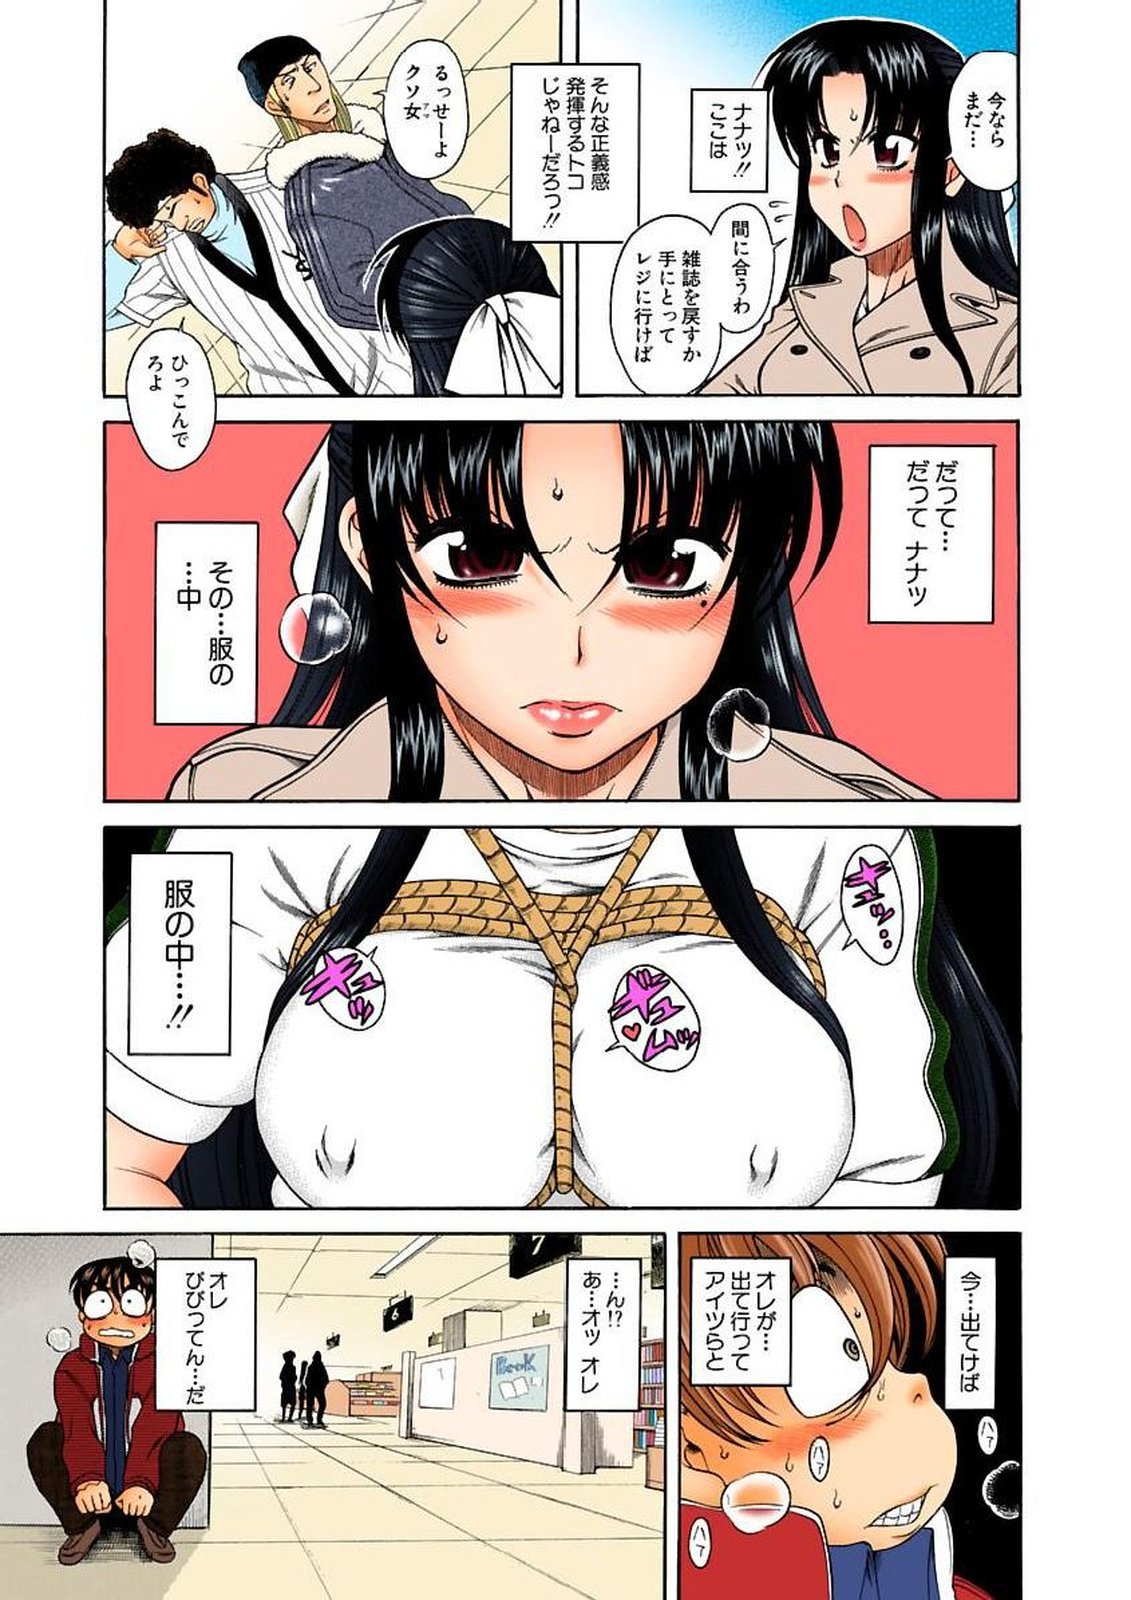 今なら
まだ…
ナナッ!!
ここは
間に合うわ
雑誌を戻すか
手にとって
レジに行けば
そんな正義感
発揮するトコ
じゃねーだろっ!!
るっせーよ
クソ女
アマ
ひっこんで
ろよ
だって…
だって ナナッ
その…服の
…中
服の中…!!
ギュッ…
ギュムッ
ギュッ
今…出てけば
オレが…
出て行って
アイツらと
ハァ
ハァ
ハァ
…ん!?
あ…オッ オレ
7
6
BOOK
オレ
びびってん…だ